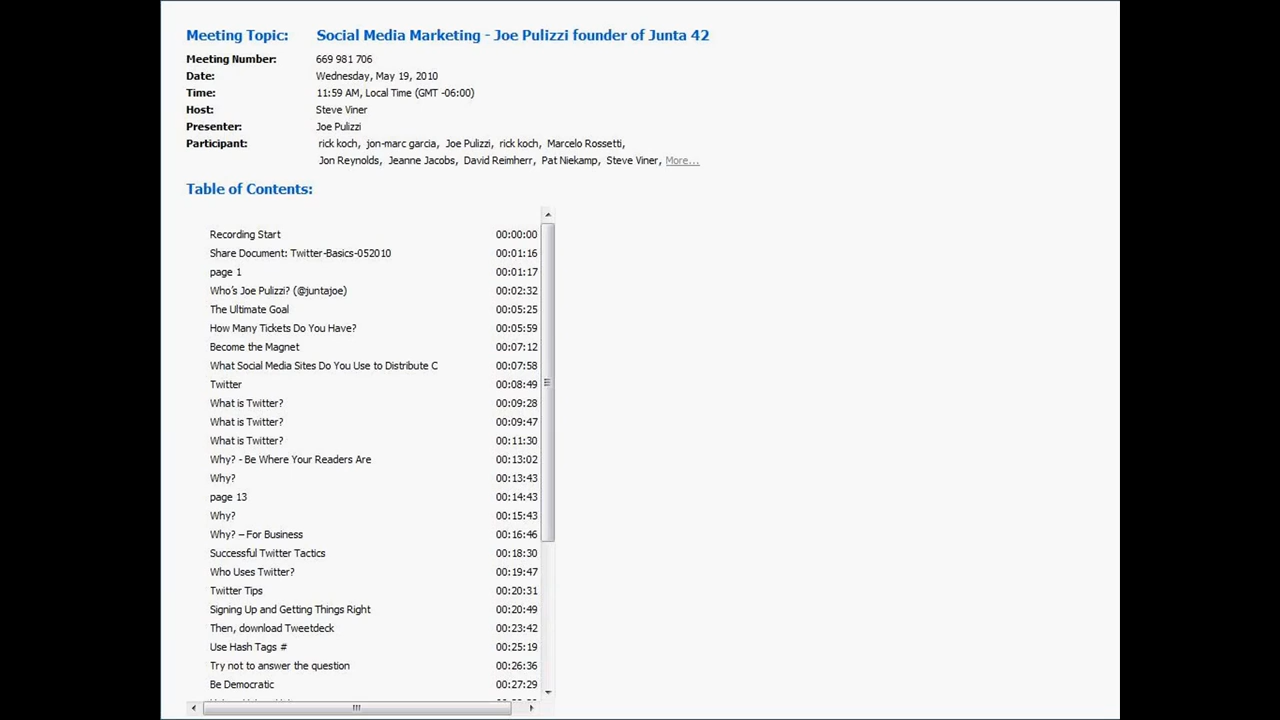 Meeting Topic: Social Media Marketing - Joe Pulizzi founder of Junta 42
Meeting Number: 669 981 706
Date: Wednesday, May 19, 2010
Time: 11:59 AM, Local Time (GMT -06:00)
Host: Steve Viner
Presenter: Joe Pulizzi
Participant: rick koch, jon-marc garcia, Joe Pulizzi, rick koch, Marcelo Rossetti,
Jon Reynolds, Jeanne Jacobs, David Reimherr, Pat Niekamp, Steve Viner, More...
Table of Contents:
Recording Start 00:00:00
Share Document: Twitter-Basics-052010 00:01:16
page 1 00:01:17
Who's Joe Pulizzi? (@juntajoe) 00:02:32
The Ultimate Goal 00:05:25
How Many Tickets Do You Have? 00:05:59
Become the Magnet 00:07:12
What Social Media Sites Do You Use to Distribute C 00:07:58
Twitter 00:08:49
What is Twitter? 00:09:28
What is Twitter? 00:09:47
What is Twitter? 00:11:30
Why? - Be Where Your Readers Are 00:13:02
Why? 00:13:43
page 13 00:14:43
Why? 00:15:43
Why? – For Business 00:16:46
Successful Twitter Tactics 00:18:30
Who Uses Twitter? 00:19:47
Twitter Tips 00:20:31
Signing Up and Getting Things Right 00:20:49
Then, download Tweetdeck 00:23:42
Use Hash Tags # 00:25:19
Try not to answer the question 00:26:36
Be Democratic 00:27:29